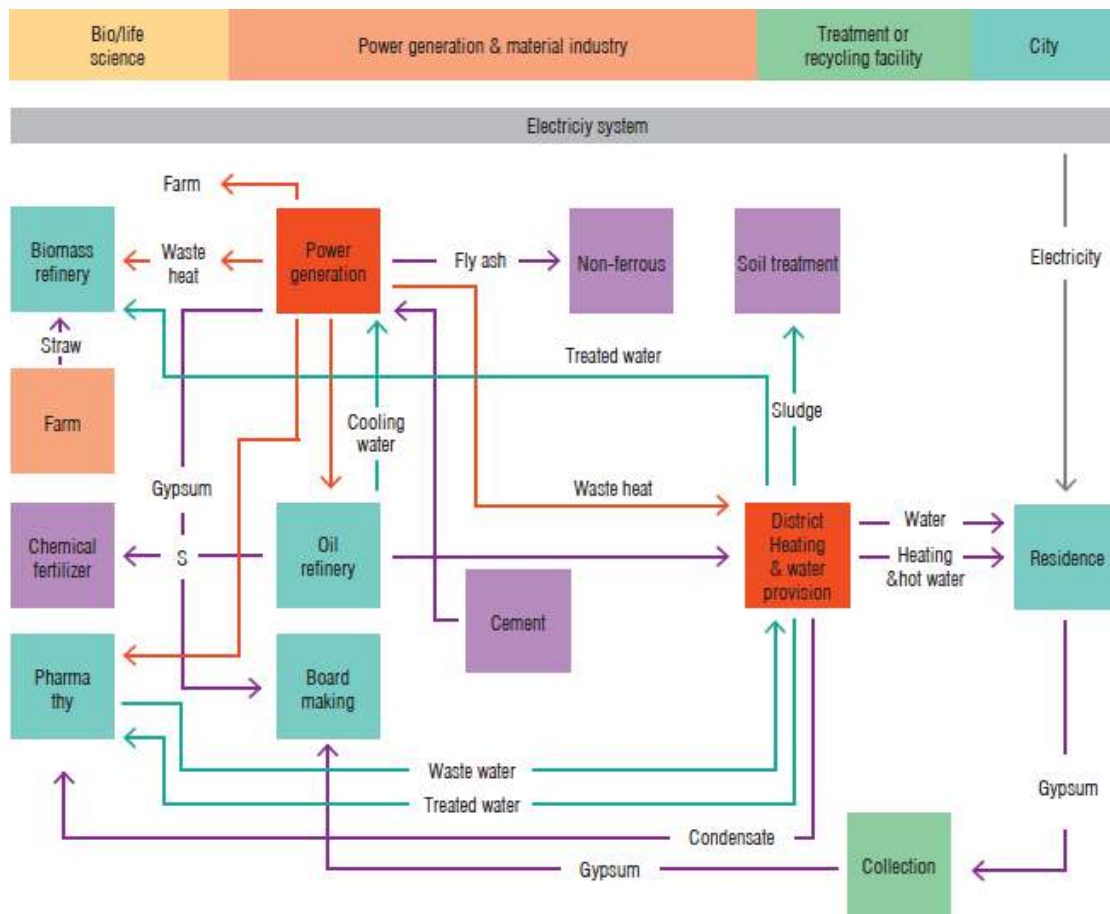 Bio/life
science
Power generation & material industry
Treatment or
recycling facility
City
Electriciy system
Farm
Biomass
refinery
Waste
heat
Power
generation
Fly ash
Non-ferrous
Soil treatment
Electricity
Straw
Treated water
Farm
Cooling
water
Sludge
Gypsum
Waste heat
Chemical
fertilizer
S
Oil
refinery
District
Heating
& water
provision
Water
Heating
&hot water
Residence
Cement
Pharma
thy
Board
making
Waste water
Treated water
Gypsum
Condensate
Gypsum
Collection